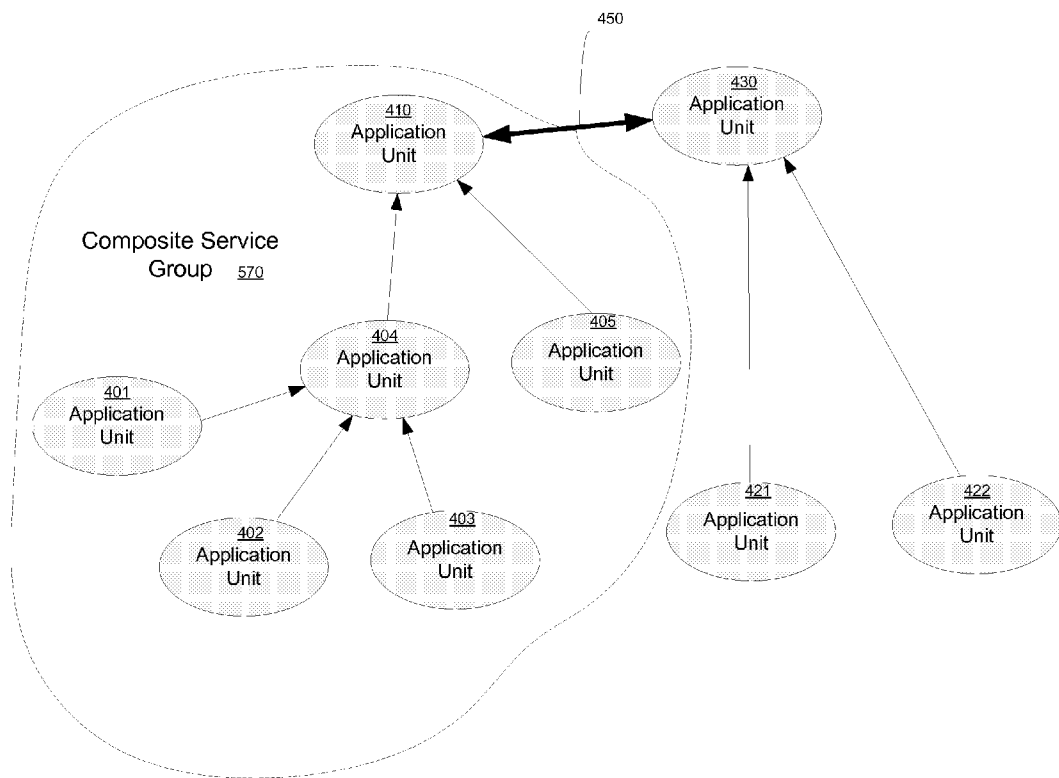 450
430
Application
Unit
410
Application
Unit
Composite Service
Group 570
404
Application
Unit
405
Application
Unit
401
Application
Unit
402
Application
Unit
403
Application
Unit
421
Application
Unit
422
Application
Unit